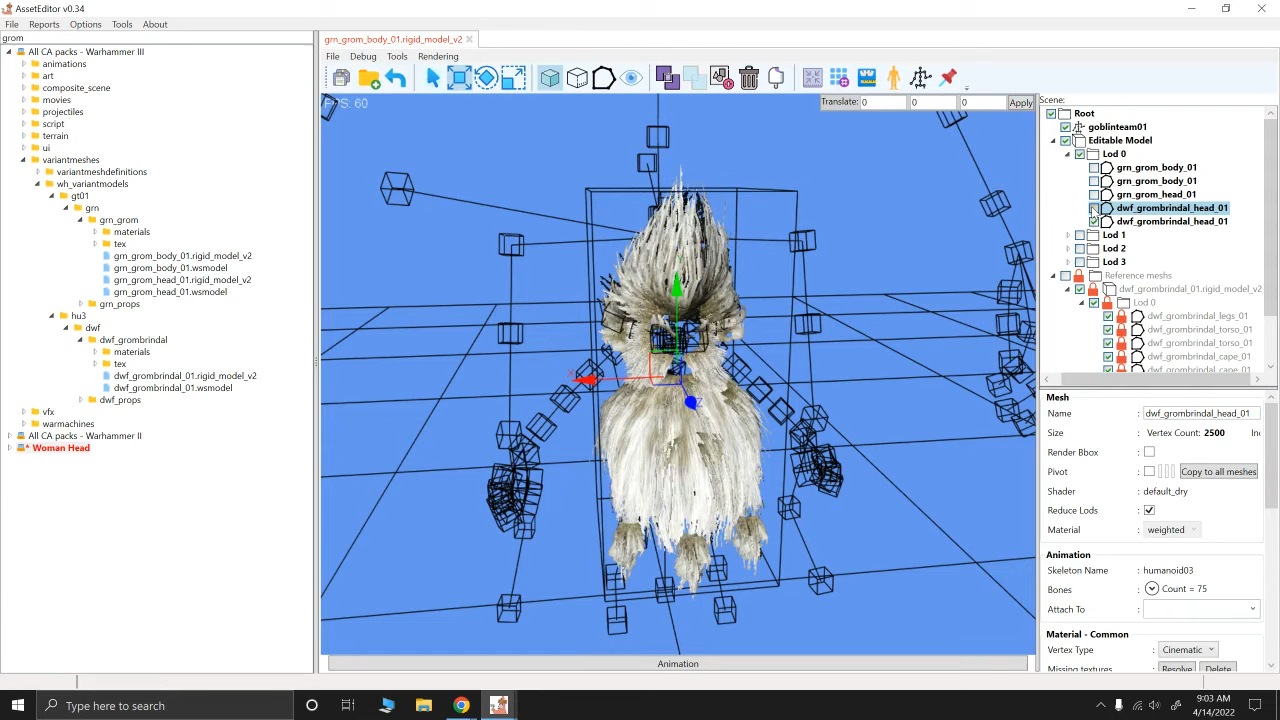 AssetEditor v0.34
File Reports Options Tools About
grom
All CA packs - Warhammer III
animations
art
composite_scene
movies
projectiles
script
terrain
ui
variantmeshes
variantmeshdefinitions
wh_variantmodels
gt01
grn
grn_grom
materials
tex
grn_grom_body_01.rigid_model_v2
grn_grom_body_01.wsmodel
grn_grom_head_01.rigid_model_v2
grn_grom_head_01.wsmodel
grn_props
hu3
dwf
dwf_grombrindal
materials
tex
dwf_grombrindal_01.rigid_model_v2
dwf_grombrindal_01.wsmodel
dwf_props
vfx
warmachines
All CA packs - Warhammer II
* Woman Head
grn_grom_body_01.rigid_model_v2
File Debug Tools Rendering
FPS: 60
Translate: 0 0 0 Apply
X
Z
Animation
Scene:
Root
goblinteam01
Editable Model
Lod 0
grn_grom_body_01
grn_grom_body_01
grn_grom_head_01
dwf_grombrindal_head_01
dwf_grombrindal_head_01
Lod 1
Lod 2
Lod 3
Reference meshs
dwf_grombrindal_01.rigid_model_v2
Lod 0
dwf_grombrindal_legs_01
dwf_grombrindal_torso_01
dwf_grombrindal_torso_01
dwf_grombrindal_cape_01
dwf_grombrindal_cape_01
Mesh
Name : dwf_grombrindal_head_01
Size : Vertex Count: 2500 Inc
Render Bbox :
Pivot : Copy to all meshes
Shader : default_dry
Reduce Lods :
Material : weighted
Animation
Skeleton Name : humanoid03
Bones : Count = 75
Attach To :
Material - Common
Vertex Type : Cinematic
Missing textures : Resolve Delete
Type here to search
9:03 AM
4/14/2022